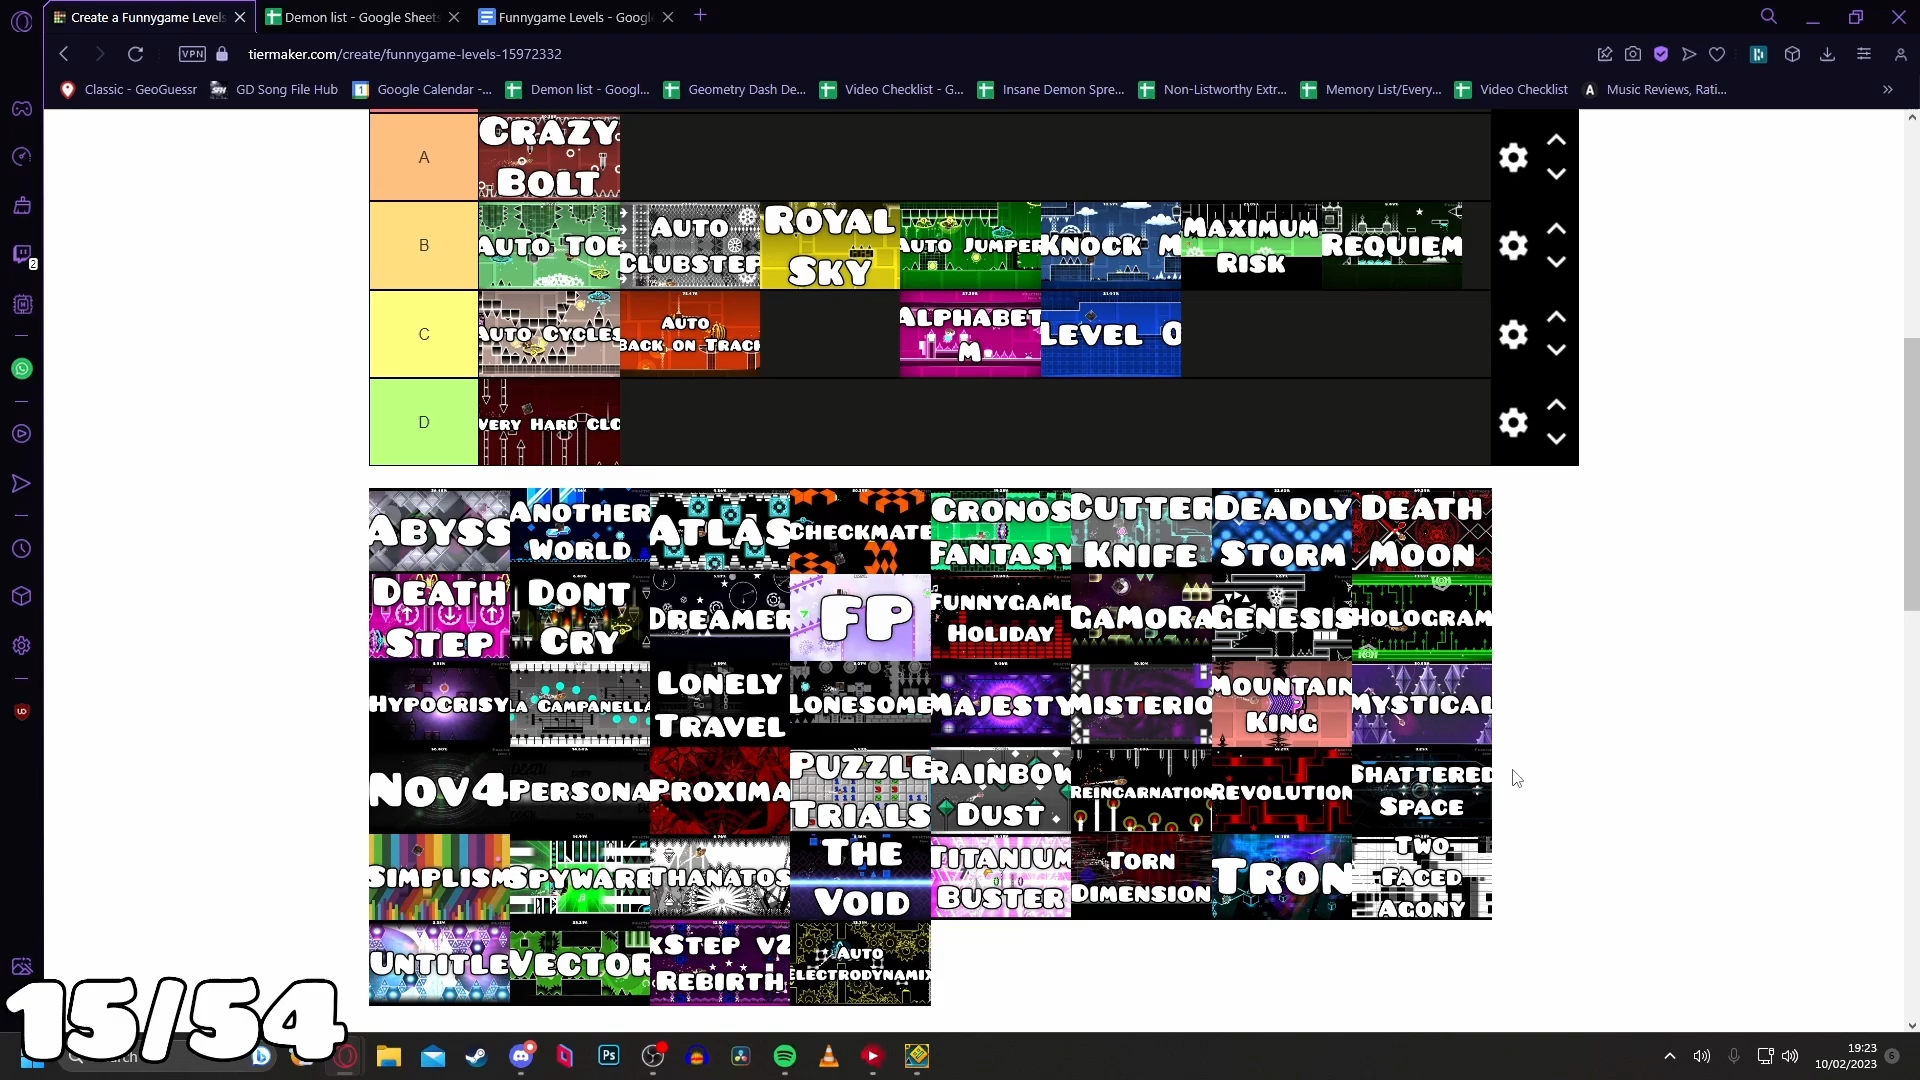 Create a Funnygame Levels
Demon list - Google Sheets
Funnygame Levels - Google
VPN
tiermaker.com/create/funnygame-levels-15972332
Classic - GeoGuessr
GD Song File Hub
Google Calendar -...
Demon list - Googl...
Geometry Dash De...
Video Checklist - G...
Insane Demon Spre...
Non-Listworthy Extr...
Memory List/Every...
Video Checklist
Music Reviews, Rati...
A
CRAZY BOLT
B
AUTO TOE
AUTO CLUBSTEP
ROYAL SKY
AUTO JUMPER
KNOCK M
MAXIMUM RISK
REQUIEM
C
AUTO CYCLES
AUTO BACK ON TRACK
ALPHABET M
LEVEL 0
D
VERY HARD CLO
ABYSS
ANOTHER WORLD
ATLAS
CHECKMATE
CRONOS FANTASY
CUTTER KNIFE
DEADLY STORM
DEATH MOON
DEATH STEP
DONT CRY
DREAMER
FP
FUNNYGAME HOLIDAY
GAMORA
GENESIS
HOLOGRAM
HYPOCRISY
LA CAMPANELLA
LONELY TRAVEL
LONESOME
MAJESTY
MISTERIO
MOUNTAIN KING
MYSTICAL
NOV4
PERSONA
PROXIMA
PUZZLE TRIALS
RAINBOW DUST
REINCARNATION
REVOLUTION
SHATTERED SPACE
SIMPLISM
SPYWARE
THANATOS
THE VOID
TITANIUM BUSTER
TORN DIMENSION
TRON
TWO FACED AGONY
UNTITLE
VECTOR
XSTEP V2 REBIRTH
AUTO ELECTRODYNAMIX
15/54
19:23
10/02/2023
6
2